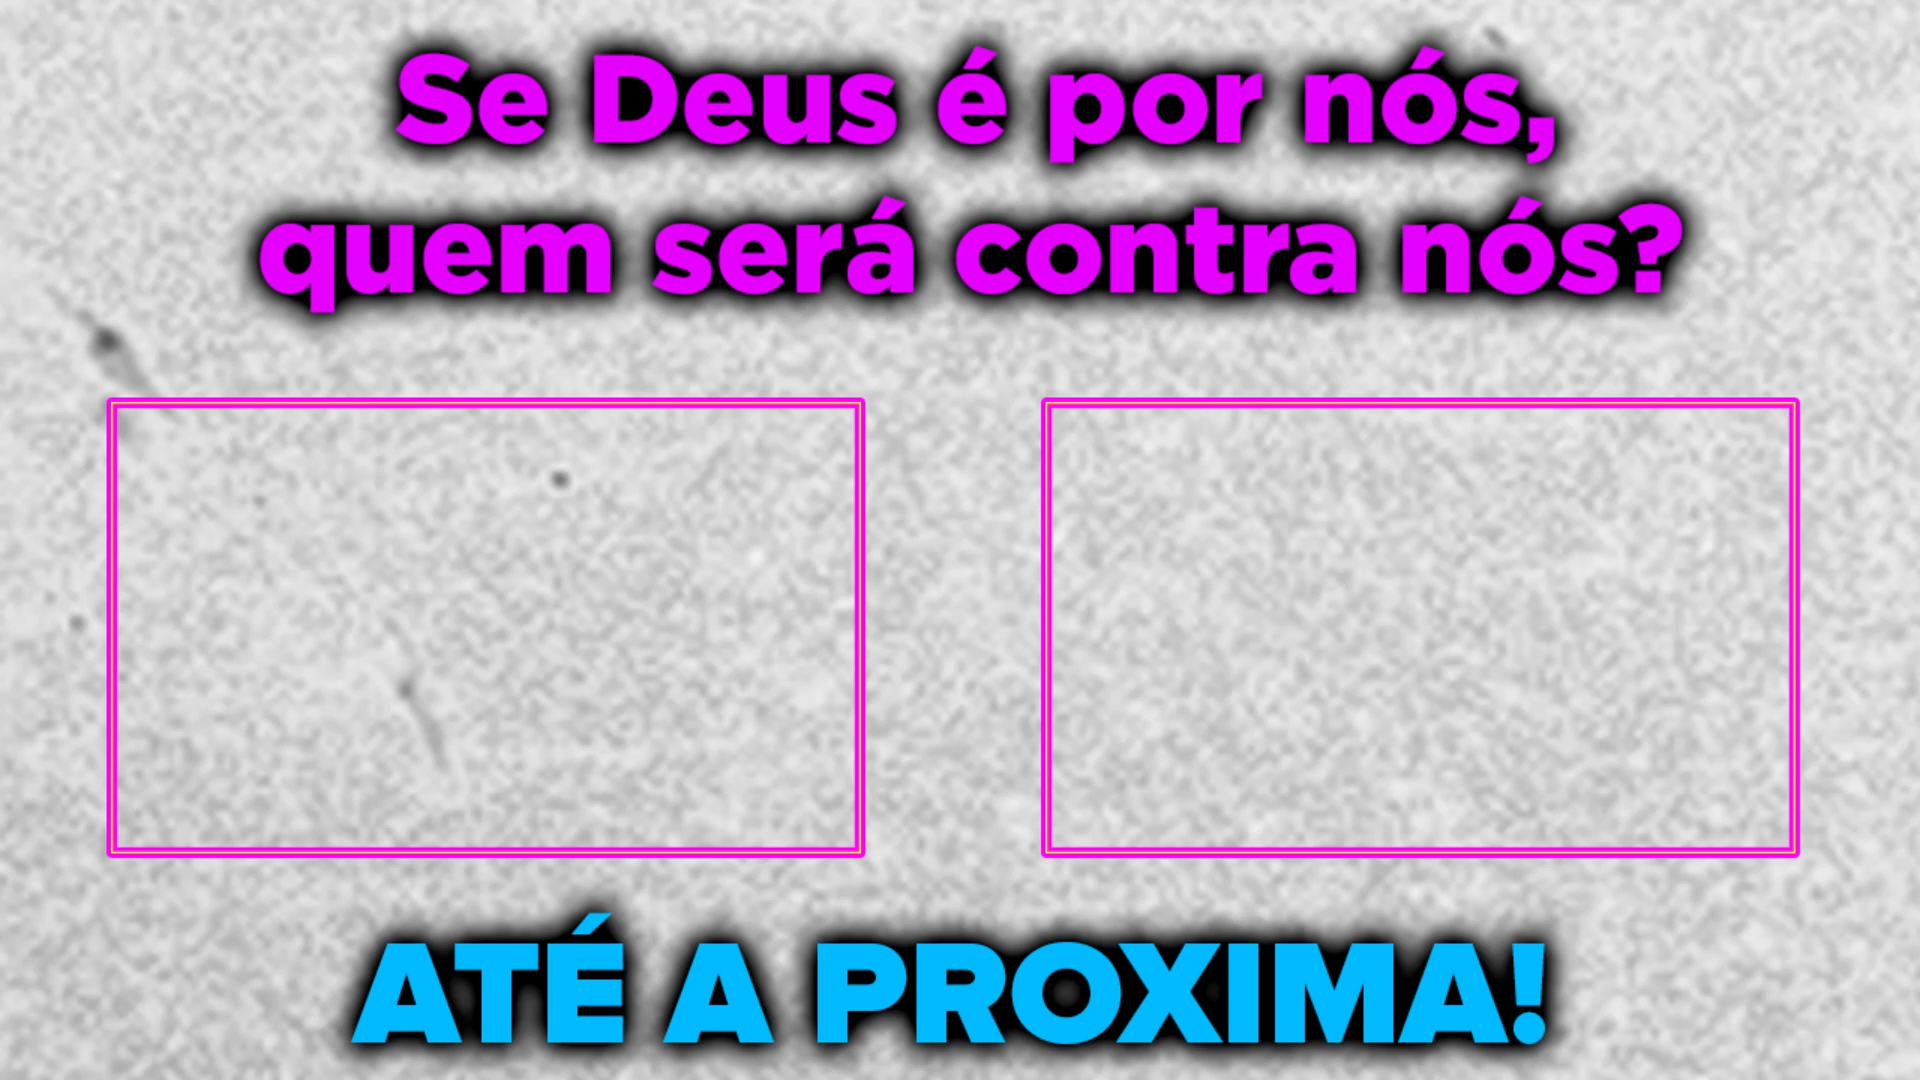 Se Deus é por nós,
quem será contra nós?
ATÉ A PROXIMA!